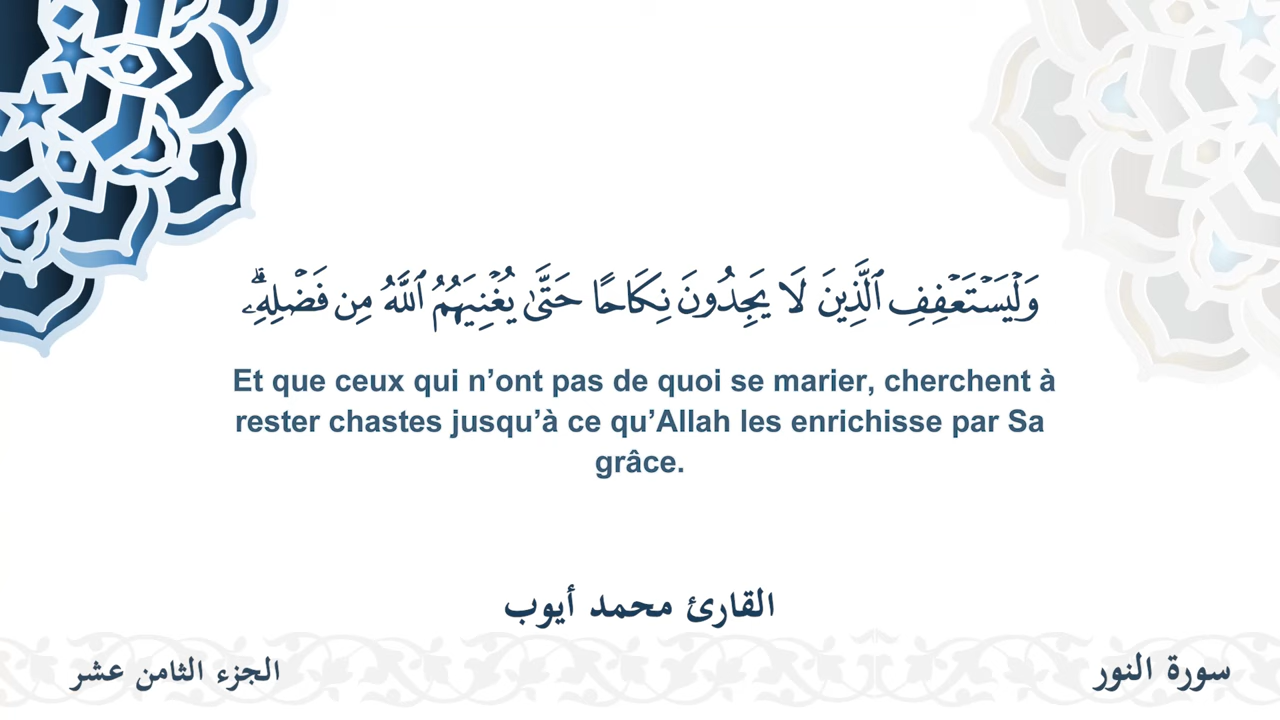 وَلْيَسْتَعْفِفِ ٱلَّذِينَ لَا يَجِدُونَ نِكَاحًا حَتَّىٰ يُغْنِيَهُمُ ٱللَّهُ مِن فَضْلِهِۦ ۗ
Et que ceux qui n’ont pas de quoi se marier, cherchent à
rester chastes jusqu’à ce qu’Allah les enrichisse par Sa
grâce.
القارئ محمد أيوب
سورة النور
الجزء الثامن عشر